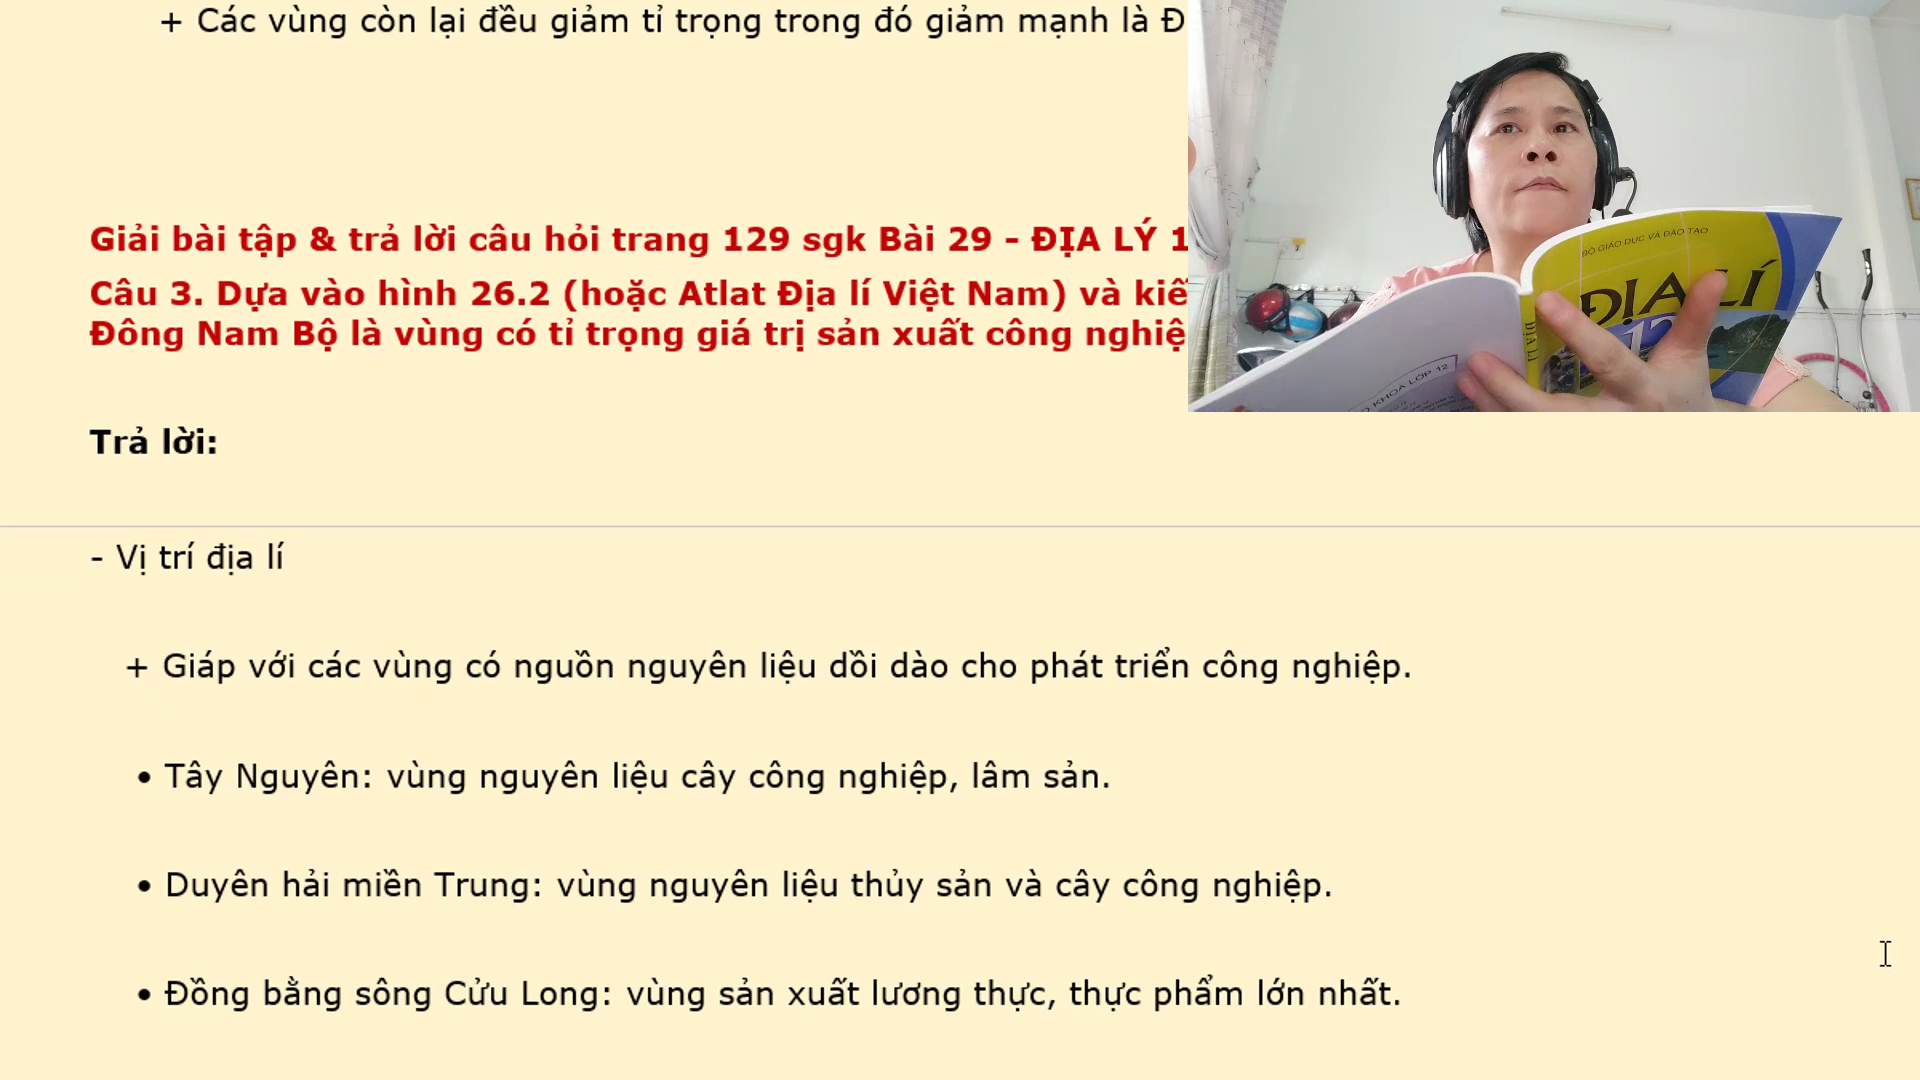 + Các vùng còn lại đều giảm tỉ trọng trong đó giảm mạnh là Đ
Giải bài tập & trả lời câu hỏi trang 129 sgk Bài 29 - ĐỊA LÝ 1
Câu 3. Dựa vào hình 26.2 (hoặc Atlat Địa lí Việt Nam) và kiế
Đông Nam Bộ là vùng có tỉ trọng giá trị sản xuất công nghiệ
Trả lời:
- Vị trí địa lí
+ Giáp với các vùng có nguồn nguyên liệu dồi dào cho phát triển công nghiệp.
• Tây Nguyên: vùng nguyên liệu cây công nghiệp, lâm sản.
• Duyên hải miền Trung: vùng nguyên liệu thủy sản và cây công nghiệp.
• Đồng bằng sông Cửu Long: vùng sản xuất lương thực, thực phẩm lớn nhất.
BỘ GIÁO DỤC VÀ ĐÀO TẠO
ĐỊA LÍ
12
ĐỊA LÍ
KHOA LỚP 12